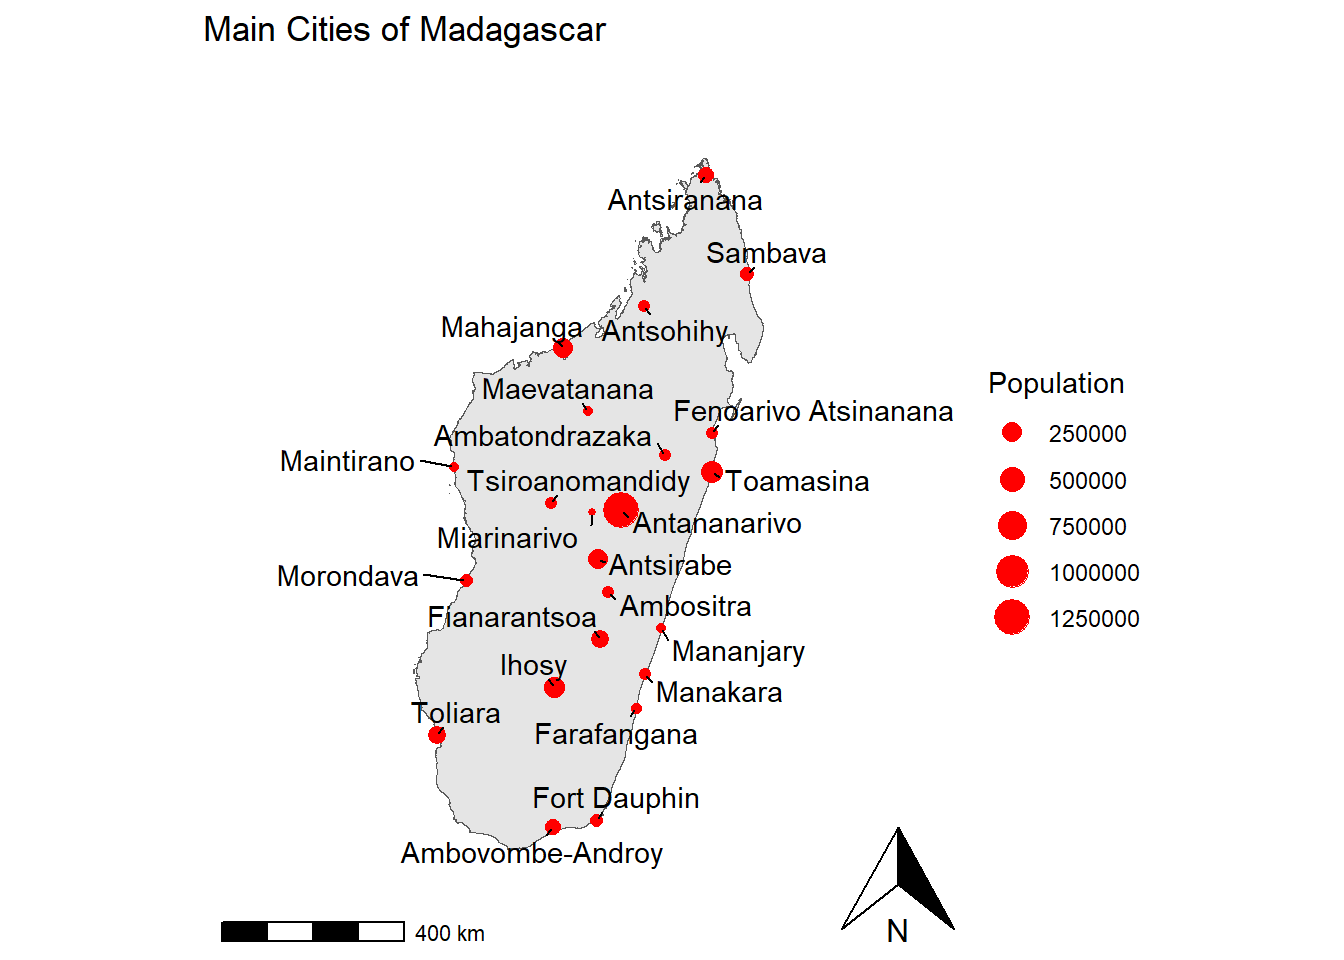 Main Cities of Madagascar
Antsiranana
Sambava
Mahajanga
Antsohihy
Maevatanana
Fenoarivo Atsinanana
Ambatondrazaka
Maintirano
Tsiroanomandidy
Toamasina
Antananarivo
Miarinarivo
Antsirabe
Morondava
Ambositra
Fianarantsoa
Mananjary
Ihosy
Manakara
Toliara
Farafangana
Fort Dauphin
Ambovombe-Androy
Population
250000
500000
750000
1000000
1250000
400 km
N